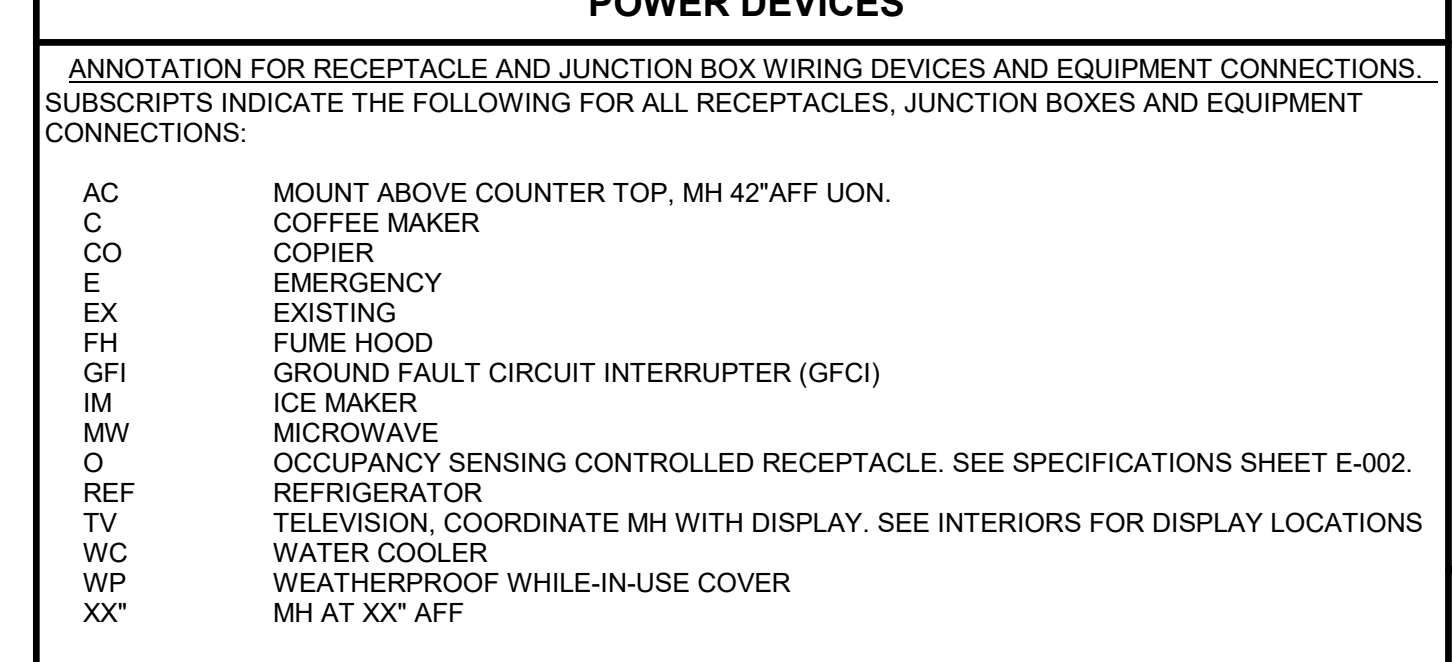 POWER DEVICES
ANNOTATION FOR RECEPTACLE AND JUNCTION BOX WIRING DEVICES AND EQUIPMENT CONNECTIONS.
SUBSCRIPTS INDICATE THE FOLLOWING FOR ALL RECEPTACLES, JUNCTION BOXES AND EQUIPMENT
CONNECTIONS:
AC MOUNT ABOVE COUNTER TOP, MH 42"AFF UON.
C COFFEE MAKER
CO COPIER
E EMERGENCY
EX EXISTING
FH FUME HOOD
GFI GROUND FAULT CIRCUIT INTERRUPTER (GFCI)
IM ICE MAKER
MW MICROWAVE
O OCCUPANCY SENSING CONTROLLED RECEPTACLE. SEE SPECIFICATIONS SHEET E-002.
REF REFRIGERATOR
TV TELEVISION, COORDINATE MH WITH DISPLAY. SEE INTERIORS FOR DISPLAY LOCATIONS
WC WATER COOLER
WP WEATHERPROOF WHILE-IN-USE COVER
XX" MH AT XX" AFF